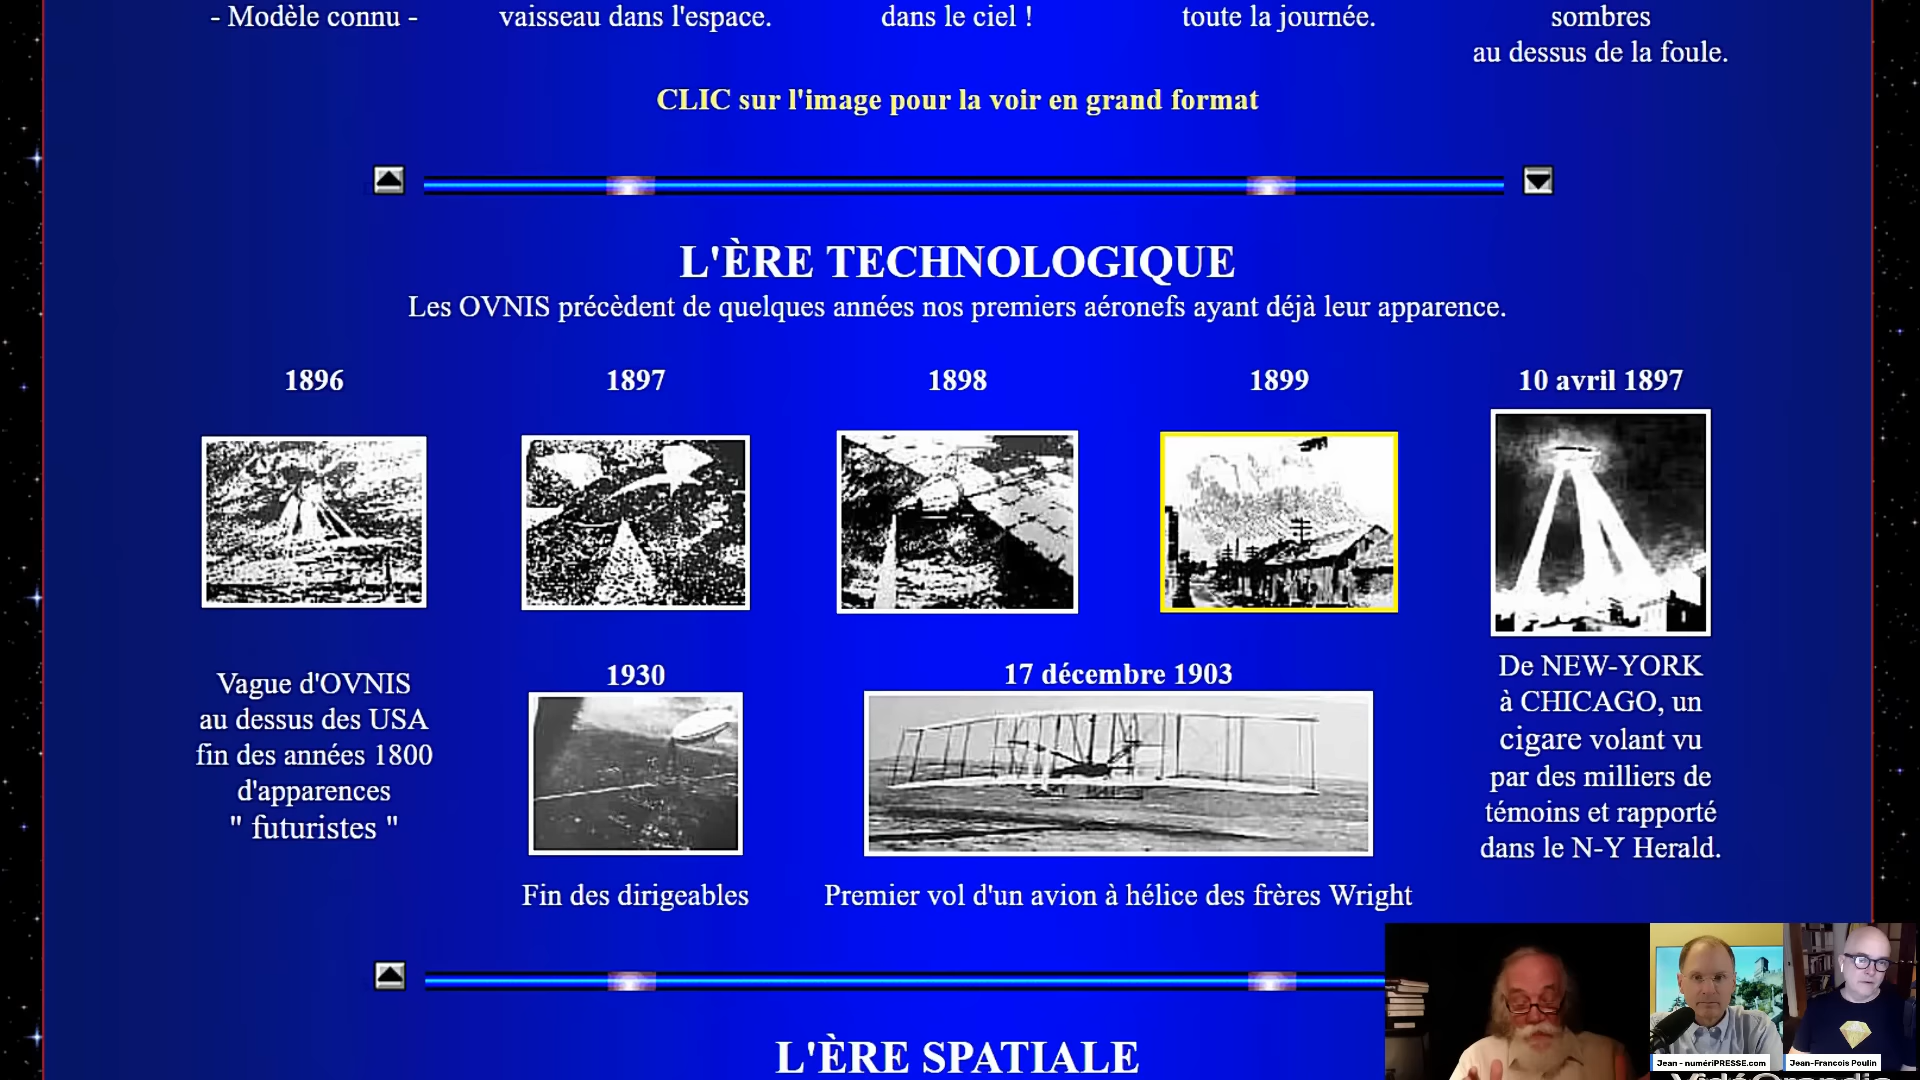 - Modèle connu -
vaisseau dans l'espace.
dans le ciel !
toute la journée.
sombres
au dessus de la foule.
CLIC sur l'image pour la voir en grand format
L'ÈRE TECHNOLOGIQUE
Les OVNIS précèdent de quelques années nos premiers aéronefs ayant déjà leur apparence.
1896
1897
1898
1899
10 avril 1897
Vague d'OVNIS
au dessus des USA
fin des années 1800
d'apparences
" futuristes "
1930
Fin des dirigeables
17 décembre 1903
Premier vol d'un avion à hélice des frères Wright
De NEW-YORK
à CHICAGO, un
cigare volant vu
par des milliers de
témoins et rapporté
dans le N-Y Herald.
L'ÈRE SPATIALE
Jean - numériPRESSE.com
Jean-François Poulin